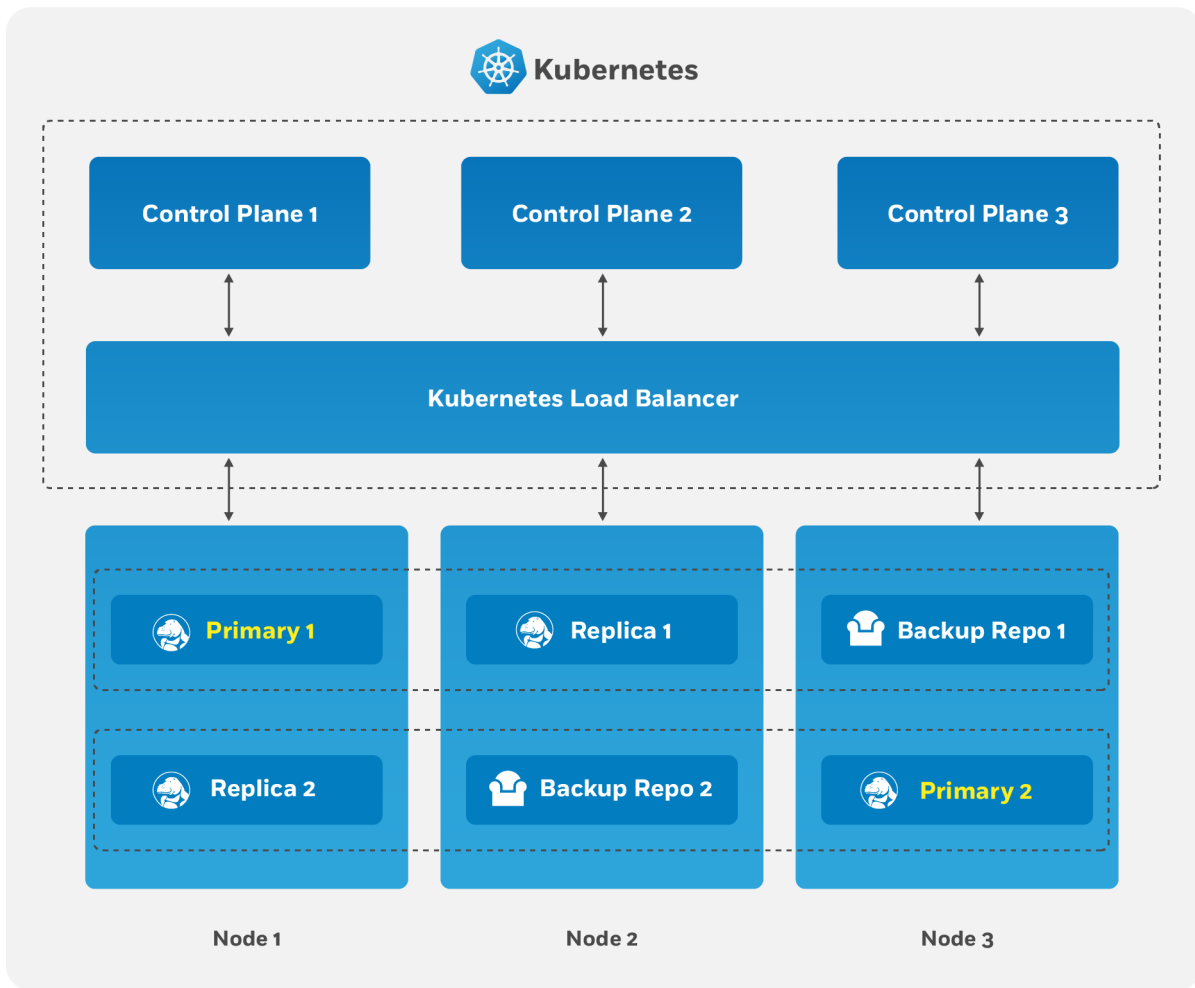 Kubernetes
Control Plane 1
Control Plane 2
Control Plane 3
Kubernetes Load Balancer
Primary 1
Replica 1
Backup Repo 1
Replica 2
Backup Repo 2
Primary 2
Node 1
Node 2
Node 3